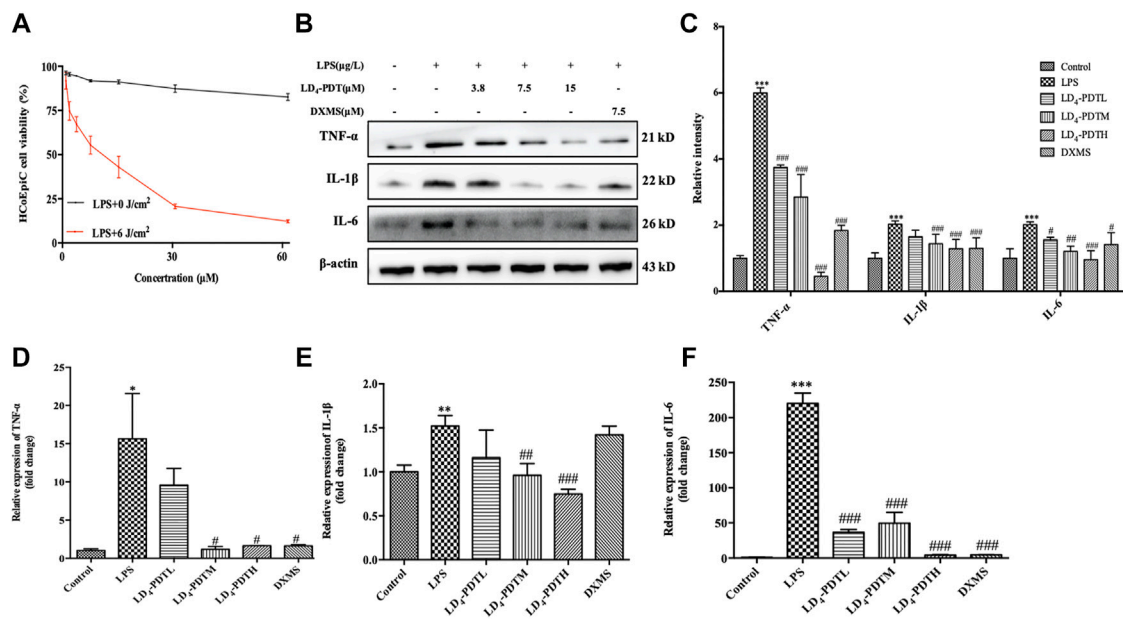 A
HCoEpiC cell viability (%)
100
75
50
25
0
LPS+0 J/cm²
LPS+6 J/cm²
0
30
60
Concertration (μM)
B
LPS(μg/L) - + + + + +
LD₄-PDT(μM) - - 3.8 7.5 15 -
DXMS(μM) - - - - - 7.5
TNF-α 21 kD
IL-1β 22 kD
IL-6 26 kD
β-actin 43 kD
C
Relative intensity
8
6
4
2
0
*** ### ### ### ###
*** ### ### ###
*** # ## ### #
TNF-α
IL-1β
IL-6
Control
LPS
LD₄-PDTL
LD₄-PDTM
LD₄-PDTH
DXMS
D
Relative expression of TNF-α
(fold change)
25
20
15
10
5
0
* # # #
Control
LPS
LD₄-PDTL
LD₄-PDTM
LD₄-PDTH
DXMS
E
Relative expressionof IL-1β
(fold change)
2.0
1.5
1.0
0.5
0.0
** ## ###
Control
LPS
LD₄-PDTL
LD₄-PDTM
LD₄-PDTH
DXMS
F
Relative expression of IL-6
(fold change)
250
200
150
100
50
0
*** ### ### ### ###
Control
LPS
LD₄-PDTL
LD₄-PDTM
LD₄-PDTH
DXMS